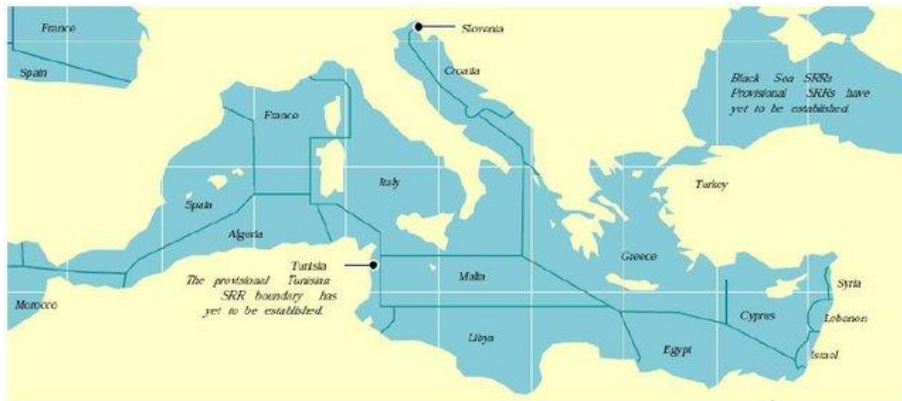 France
Slovenia
Spain
Croatia
Black Sea SRRs
Provisional SRRs have
yet to be established.
France
Italy
Turkey
Spain
Algeria
Greece
Tunisia
The provisional Tunisian
SRR boundary has
yet to be established.
Malta
Syria
Morocco
Cyprus
Lebanon
Libya
Egypt
Israel